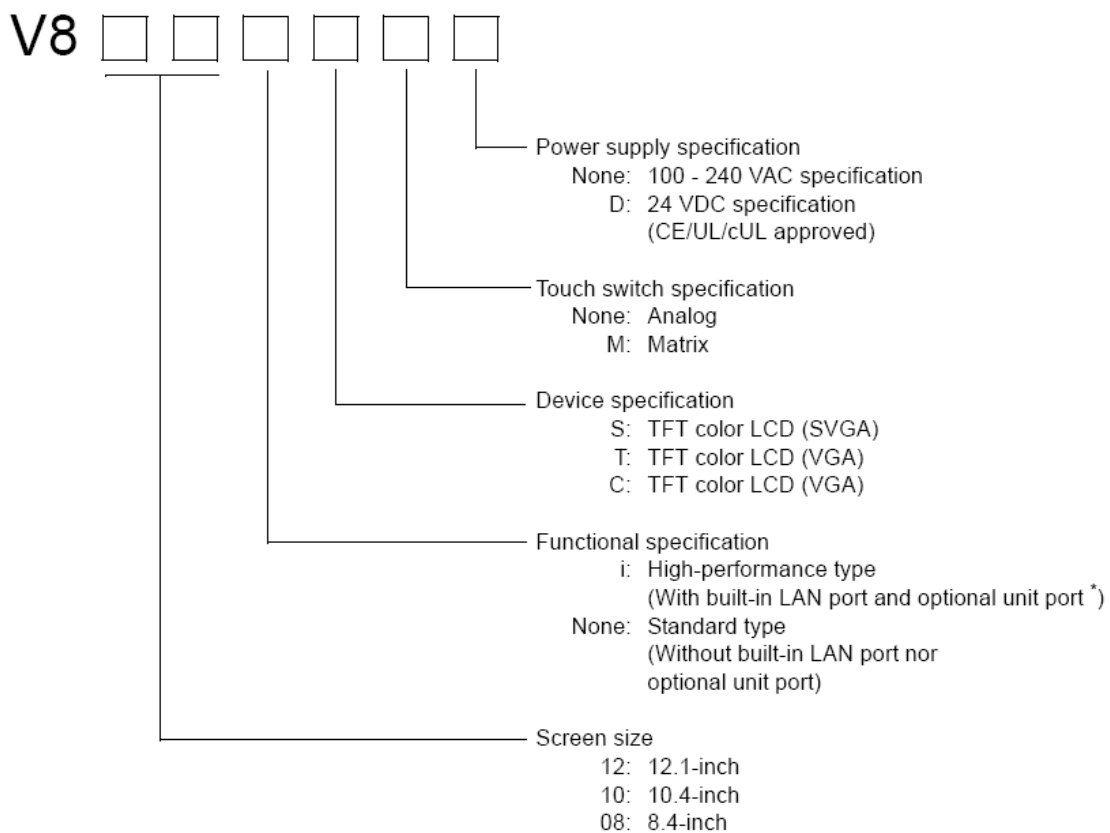 V8
Power supply specification
None: 100 - 240 VAC specification
D: 24 VDC specification
(CE/UL/cUL approved)
Touch switch specification
None: Analog
M: Matrix
Device specification
S: TFT color LCD (SVGA)
T: TFT color LCD (VGA)
C: TFT color LCD (VGA)
Functional specification
i: High-performance type
(With built-in LAN port and optional unit port *)
None: Standard type
(Without built-in LAN port nor
optional unit port)
Screen size
12: 12.1-inch
10: 10.4-inch
08: 8.4-inch